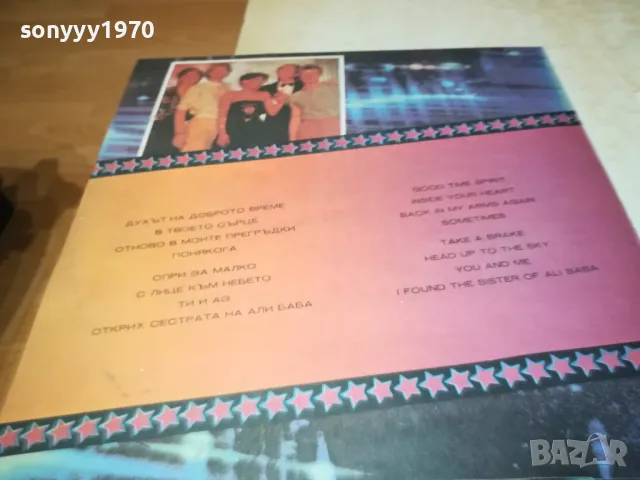 sonyyy1970
ДУХЪТ НА ДОБРОТО ВРЕМЕ
В ТВОЕТО СЪРЦЕ
ОТНОВО В МОИТЕ ПРЕГРЪДКИ
ПОНЯКОГА
ОПРИ ЗА МАЛКО
С ЛИЦЕ КЪМ НЕБЕТО
ТИ И АЗ
ОТКРИХ СЕСТРАТА НА АЛИ БАБА
GOOD TIME SPIRIT
INSIDE YOUR HEART
BACK IN MY ARMS AGAIN
SOMETIMES
TAKE A BRAKE
HEAD UP TO THE SKY
YOU AND ME
I FOUND THE SISTER OF ALI BABA
BAZAR
bg